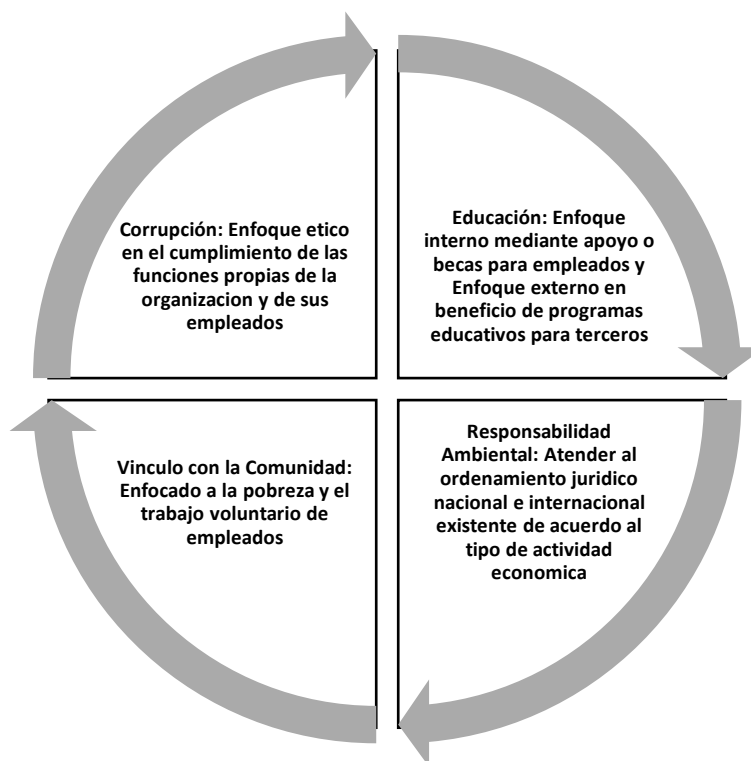 Corrupción: Enfoque etico
en el cumplimiento de las
funciones propias de la
organizacion y de sus
empleados
Educación: Enfoque
interno mediante apoyo o
becas para empleados y
Enfoque externo en
beneficio de programas
educativos para terceros
Vinculo con la Comunidad:
Enfocado a la pobreza y el
trabajo voluntario de
empleados
Responsabilidad
Ambiental: Atender al
ordenamiento juridico
nacional e internacional
existente de acuerdo al
tipo de actividad
economica